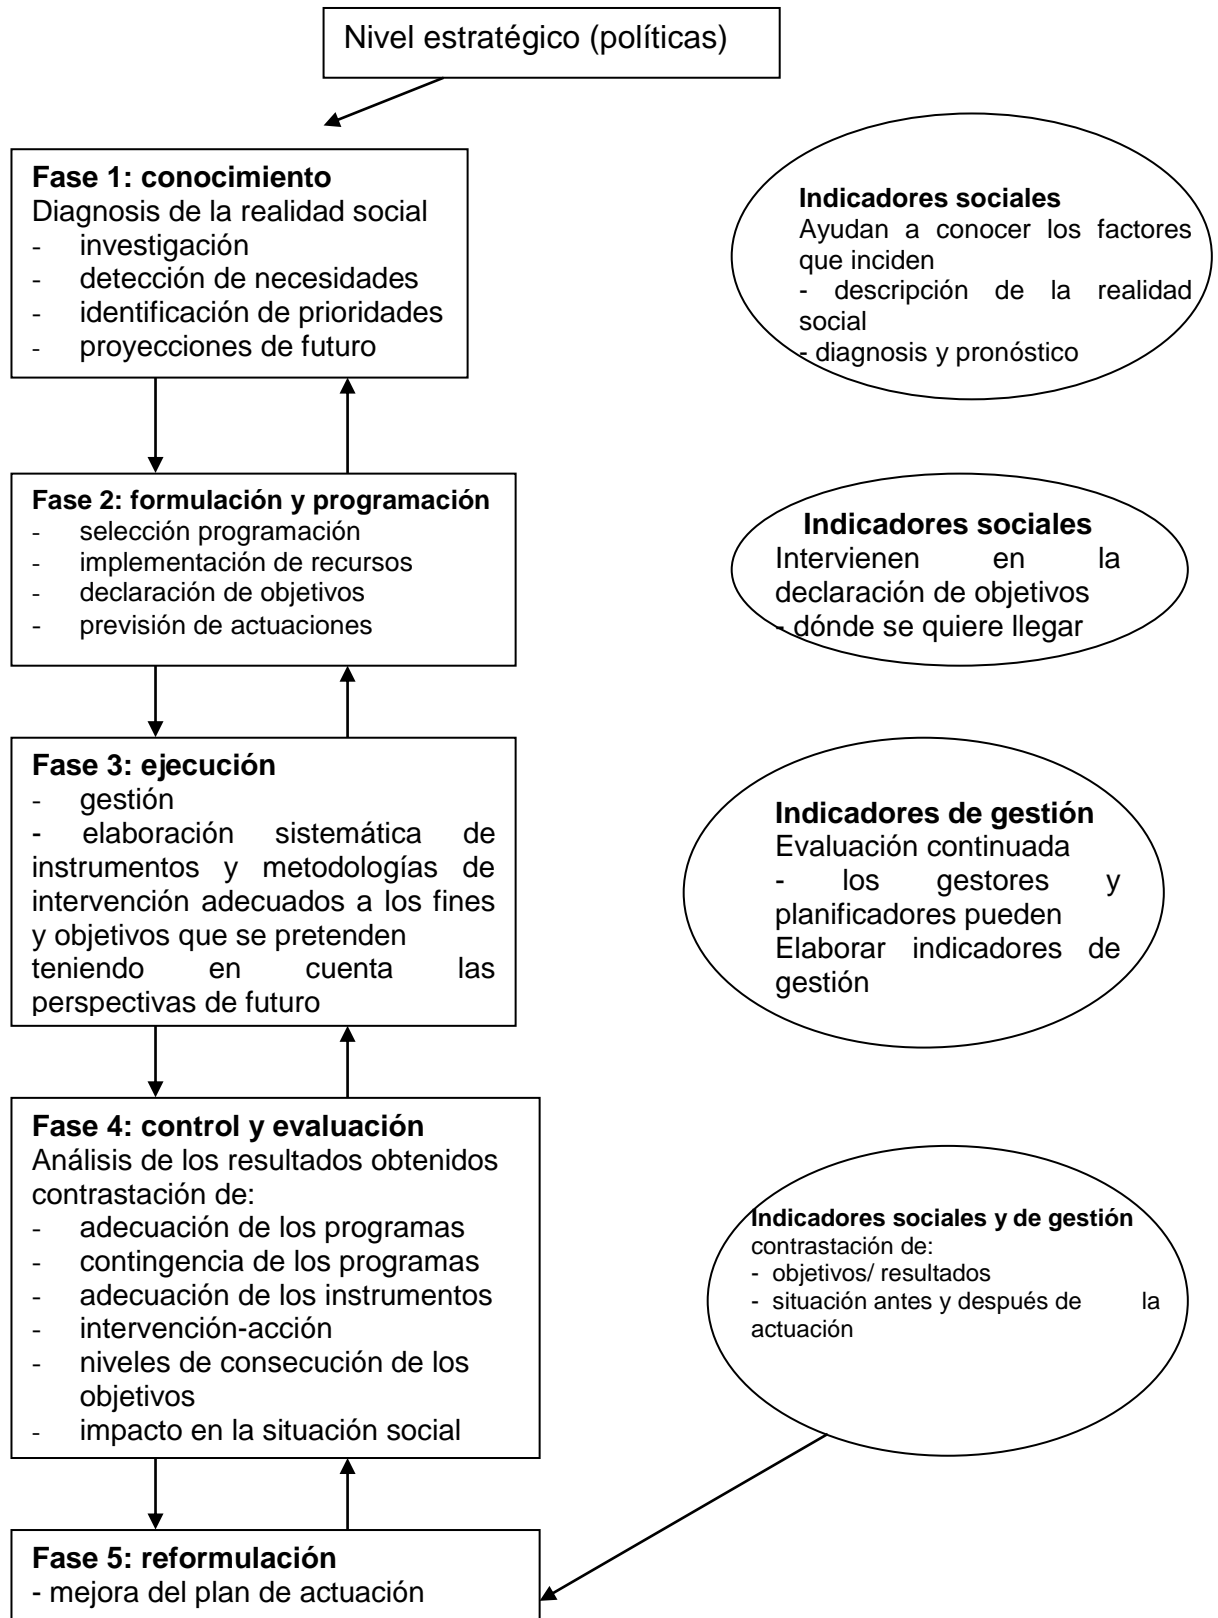 Nivel estratégico (políticas)
Fase 1: conocimiento
Diagnosis de la realidad social
- investigación
- detección de necesidades
- identificación de prioridades
- proyecciones de futuro
Indicadores sociales
Ayudan a conocer los factores
que inciden
- descripción de la realidad
social
- diagnosis y pronóstico
Fase 2: formulación y programación
- selección programación
- implementación de recursos
- declaración de objetivos
- previsión de actuaciones
Indicadores sociales
Intervienen en la
declaración de objetivos
- dónde se quiere llegar
Fase 3: ejecución
- gestión
- elaboración sistemática de
instrumentos y metodologías de
intervención adecuados a los fines
y objetivos que se pretenden
teniendo en cuenta las
perspectivas de futuro
Indicadores de gestión
Evaluación continuada
- los gestores y
planificadores pueden
Elaborar indicadores de
gestión
Fase 4: control y evaluación
Análisis de los resultados obtenidos
contrastación de:
- adecuación de los programas
- contingencia de los programas
- adecuación de los instrumentos
- intervención-acción
- niveles de consecución de los
objetivos
- impacto en la situación social
Indicadores sociales y de gestión
contrastación de:
- objetivos/ resultados
- situación antes y después de la
actuación
Fase 5: reformulación
- mejora del plan de actuación